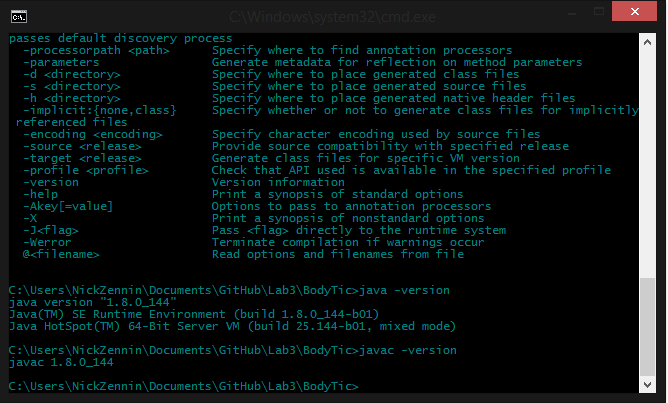 C:\Windows\system32\cmd.exe
passes default discovery process
-processorpath <path> Specify where to find annotation processors
-parameters Generate metadata for reflection on method parameters
-d <directory> Specify where to place generated class files
-s <directory> Specify where to place generated source files
-h <directory> Specify where to place generated native header files
-implicit:{none,class} Specify whether or not to generate class files for implicitly
referenced files
-encoding <encoding> Specify character encoding used by source files
-source <release> Provide source compatibility with specified release
-target <release> Generate class files for specific VM version
-profile <profile> Check that API used is available in the specified profile
-version Version information
-help Print a synopsis of standard options
-Akey[=value] Options to pass to annotation processors
-X Print a synopsis of nonstandard options
-J<flag> Pass <flag> directly to the runtime system
-Werror Terminate compilation if warnings occur
@<filename> Read options and filenames from file
C:\Users\NickZennin\Documents\GitHub\Lab3\BodyTic>java -version
java version "1.8.0_144"
Java(TM) SE Runtime Environment (build 1.8.0_144-b01)
Java HotSpot(TM) 64-Bit Server VM (build 25.144-b01, mixed mode)
C:\Users\NickZennin\Documents\GitHub\Lab3\BodyTic>javac -version
javac 1.8.0_144
C:\Users\NickZennin\Documents\GitHub\Lab3\BodyTic>